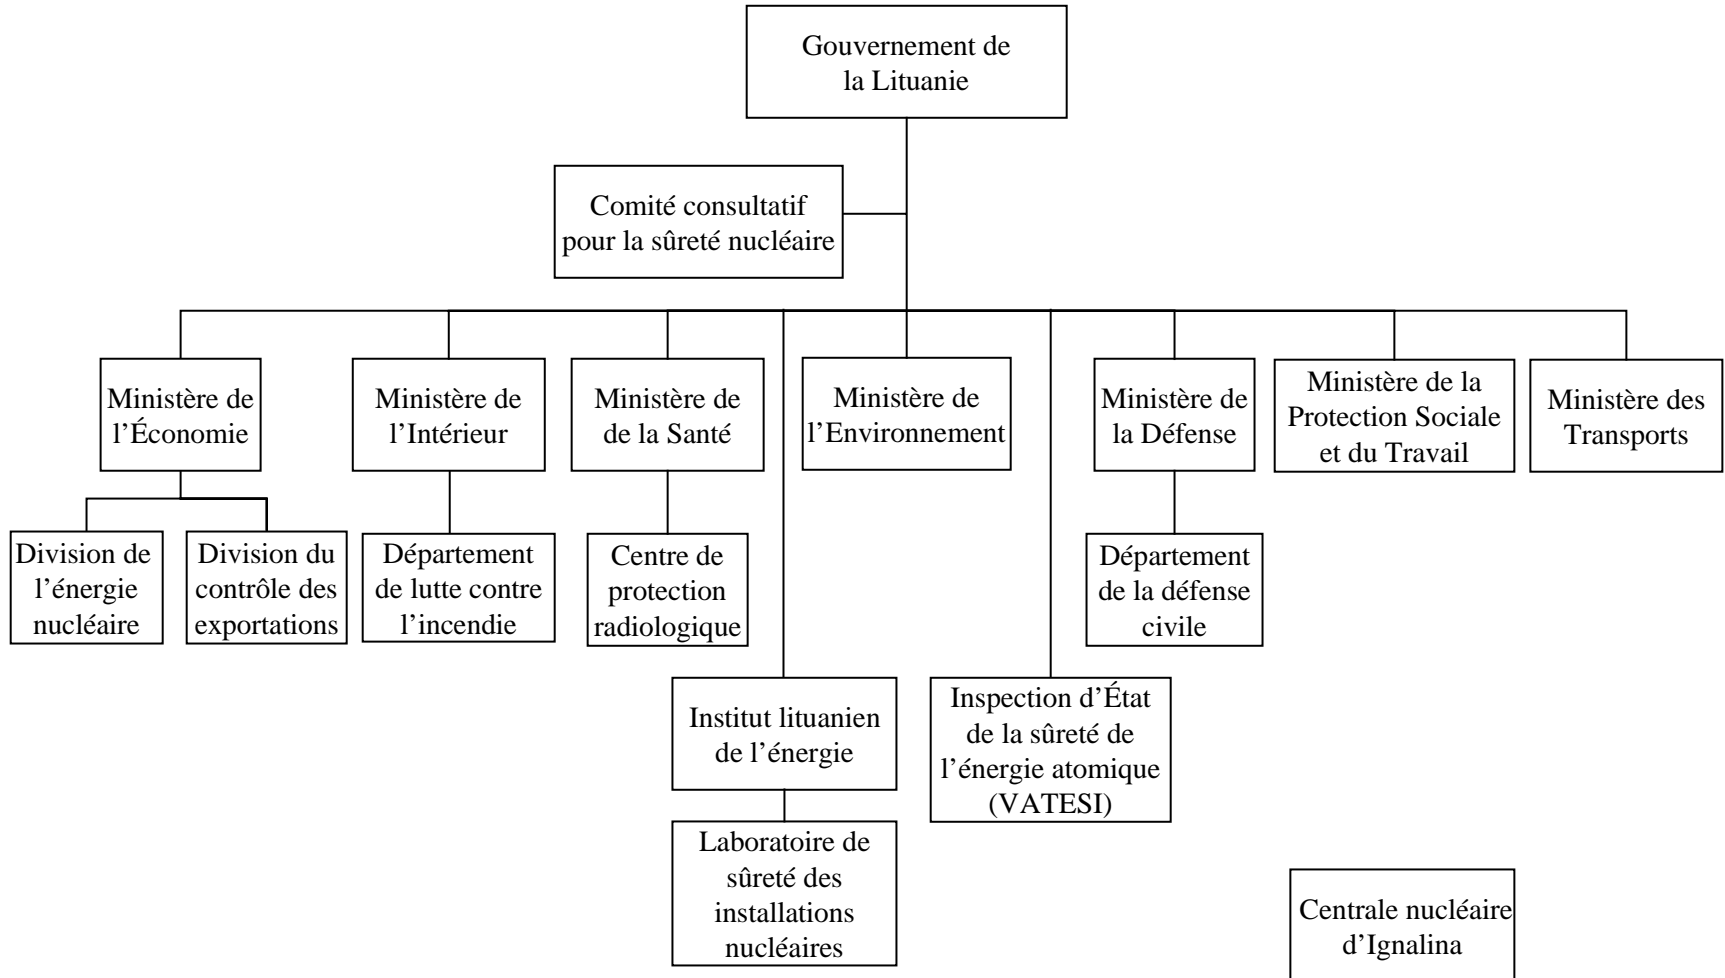 Gouvernement de
la Lituanie
Comité consultatif
pour la sûreté nucléaire
Ministère de
l’Économie
Ministère de
l’Intérieur
Ministère de
de la Santé
Ministère de
l’Environnement
Ministère de
la Défense
Ministère de la
Protection Sociale
et du Travail
Ministère des
Transports
Division de
l’énergie
nucléaire
Division du
contrôle des
exportations
Département
de lutte contre
l’incendie
Centre de
protection
radiologique
Département
de la défense
civile
Institut lituanien
de l’énergie
Inspection d’État
de la sûreté de
l’énergie atomique
(VATESI)
Laboratoire de
sûreté des
installations
nucléaires
Centrale nucléaire
d’Ignalina